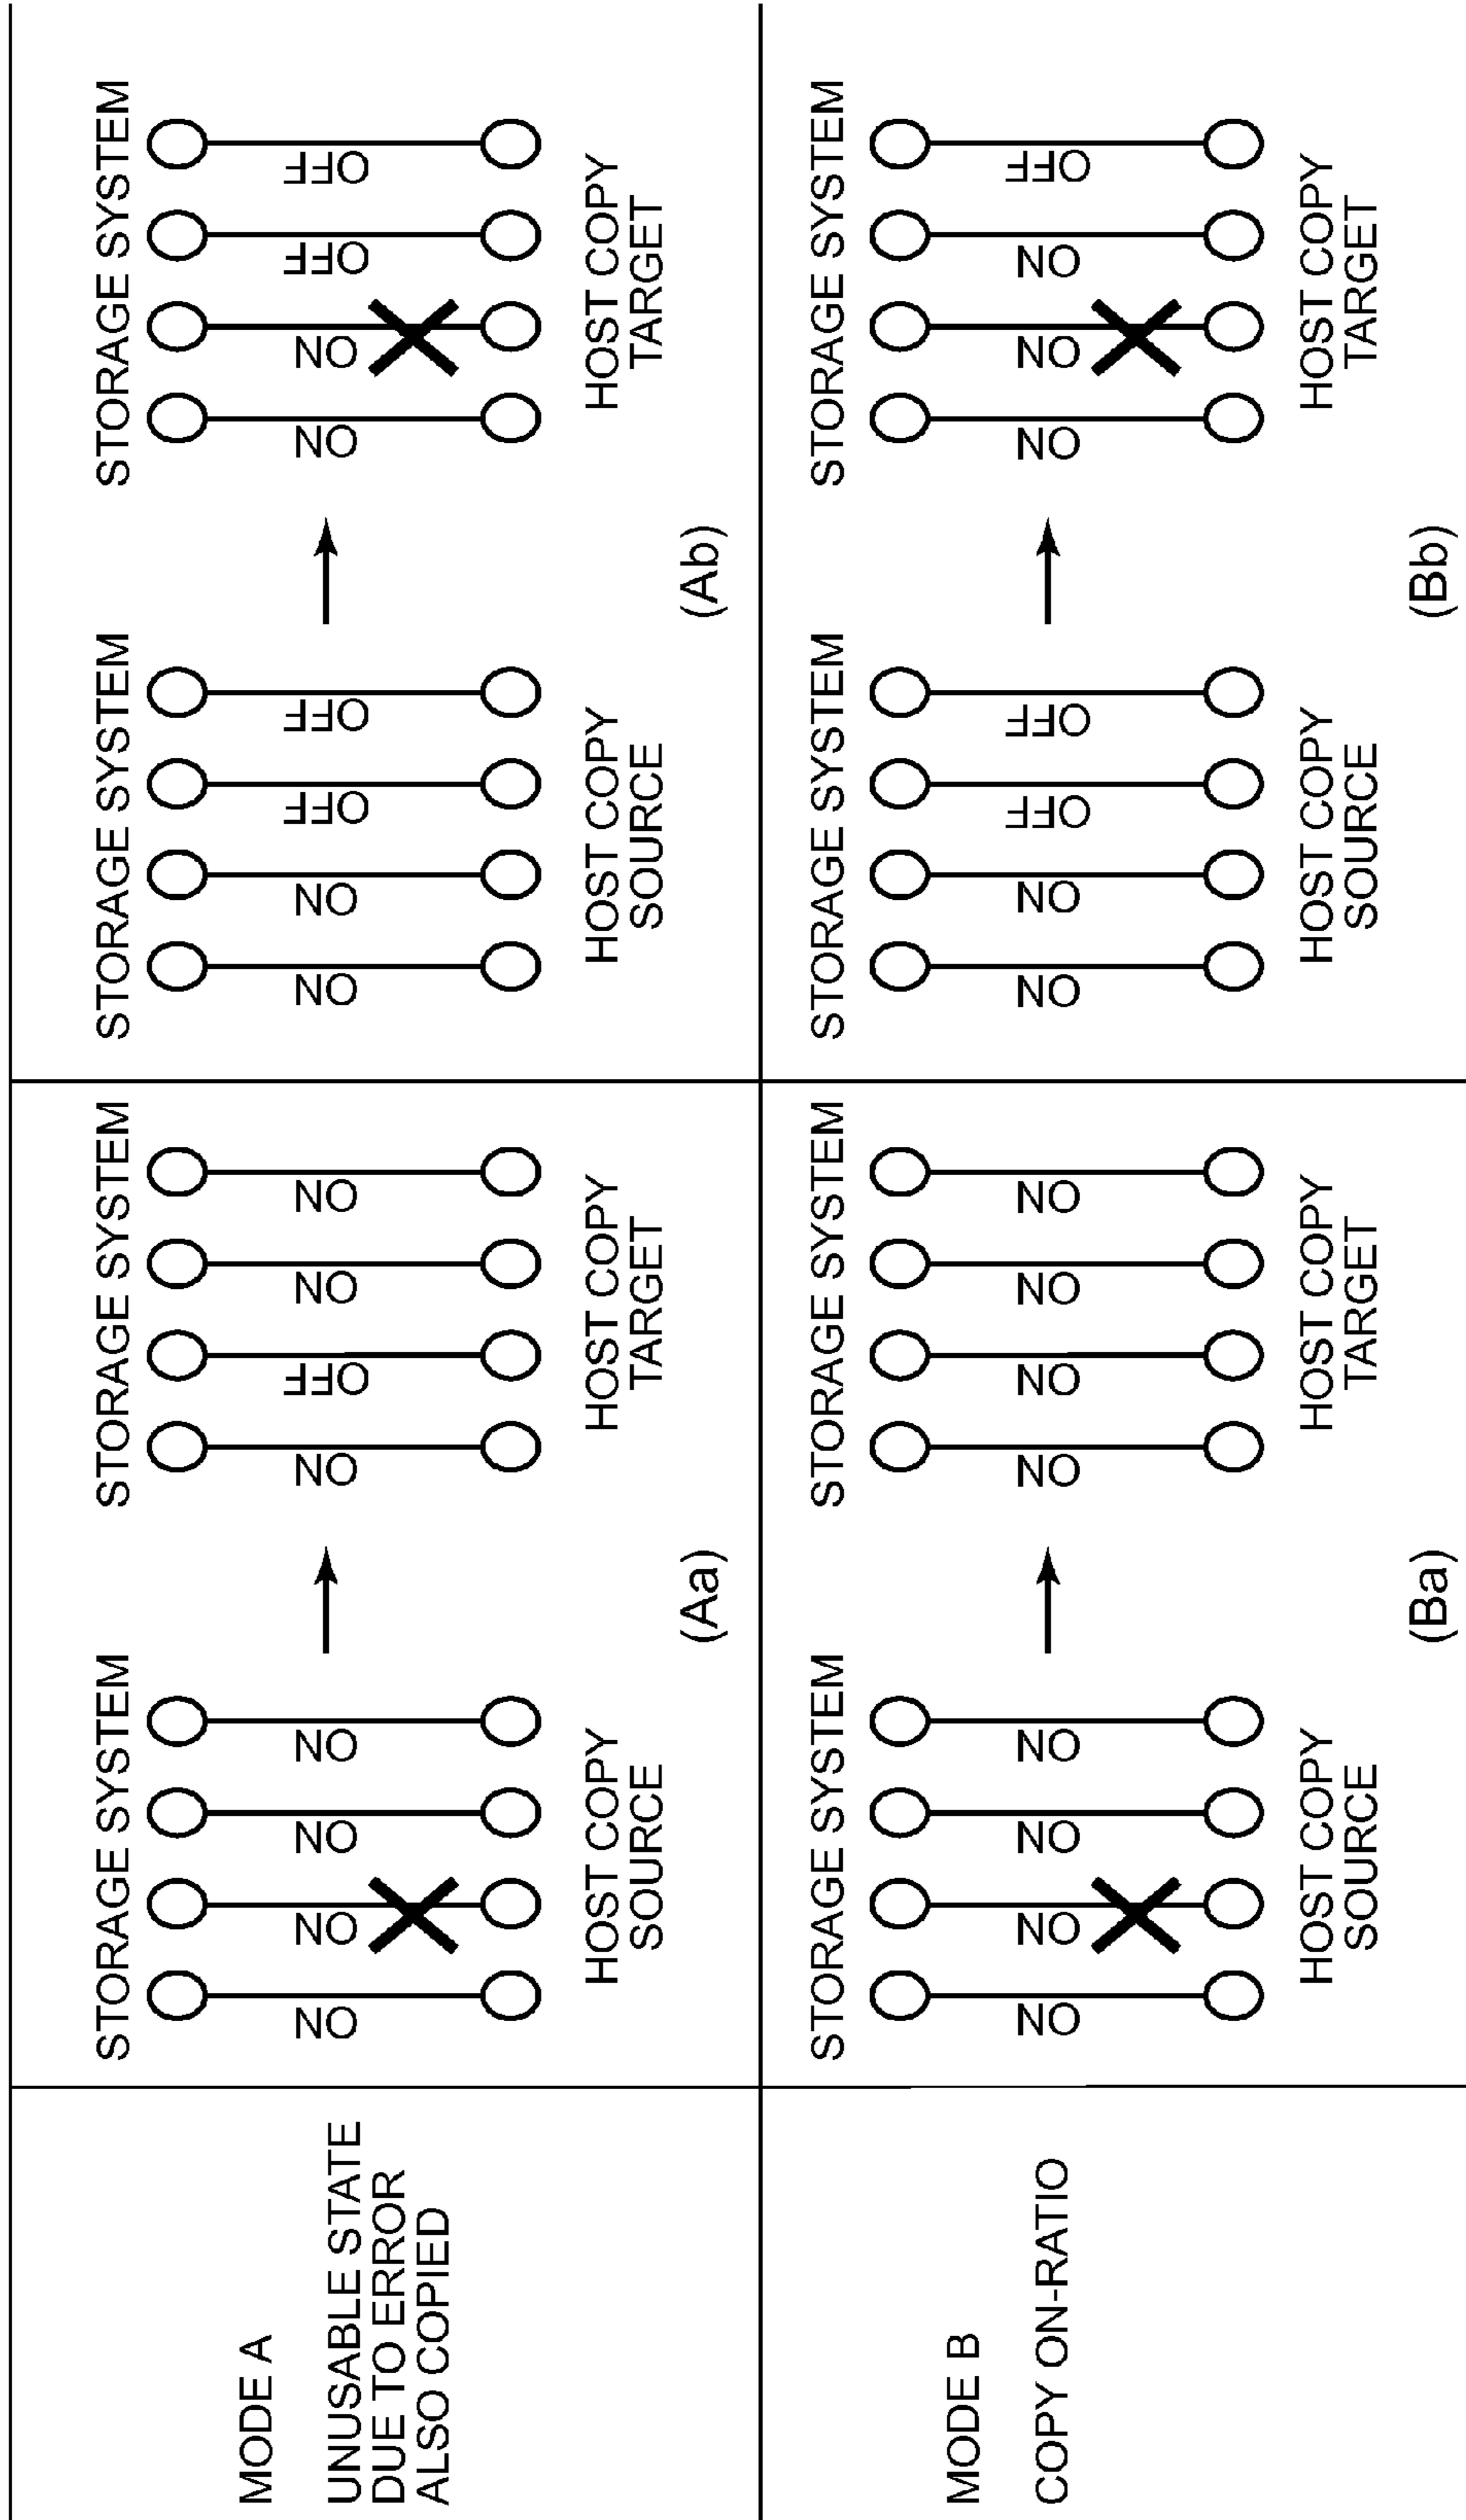 MODE A
UNUSABLE STATE
DUE TO ERROR
ALSO COPIED
STORAGE SYSTEM
ON
ON
ON
ON
HOST COPY
SOURCE
STORAGE SYSTEM
ON
OFF
ON
ON
HOST COPY
TARGET
(Aa)
STORAGE SYSTEM
ON
ON
OFF
OFF
HOST COPY
SOURCE
STORAGE SYSTEM
ON
ON
OFF
OFF
HOST COPY
TARGET
(Ab)
MODE B
COPY ON-RATIO
STORAGE SYSTEM
ON
ON
ON
ON
HOST COPY
SOURCE
STORAGE SYSTEM
ON
ON
ON
ON
HOST COPY
TARGET
(Ba)
STORAGE SYSTEM
ON
ON
OFF
OFF
HOST COPY
SOURCE
STORAGE SYSTEM
ON
ON
ON
OFF
HOST COPY
TARGET
(Bb)